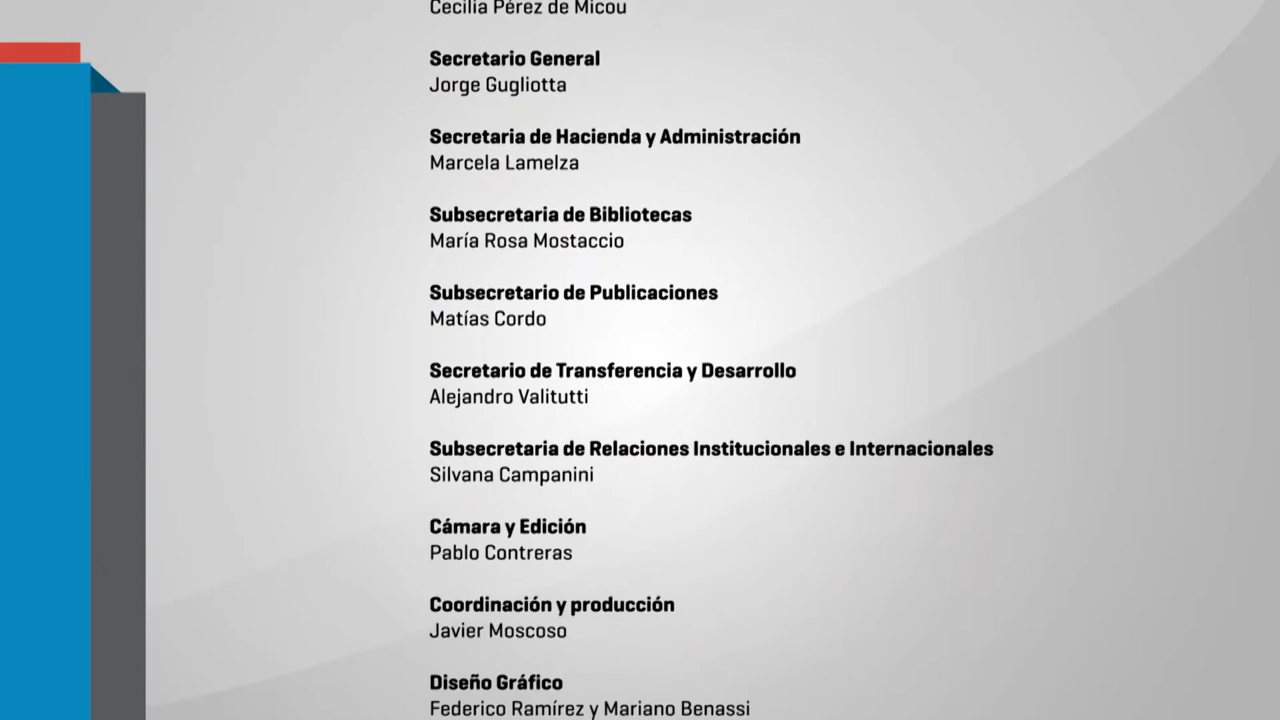 Cecilia Pérez de Micou
Secretario General
Jorge Gugliotta
Secretaria de Hacienda y Administración
Marcela Lamelza
Subsecretaria de Bibliotecas
María Rosa Mostaccio
Subsecretario de Publicaciones
Matías Cordo
Secretario de Transferencia y Desarrollo
Alejandro Valitutti
Subsecretaria de Relaciones Institucionales e Internacionales
Silvana Campanini
Cámara y Edición
Pablo Contreras
Coordinación y producción
Javier Moscoso
Diseño Gráfico
Federico Ramírez y Mariano Benassi